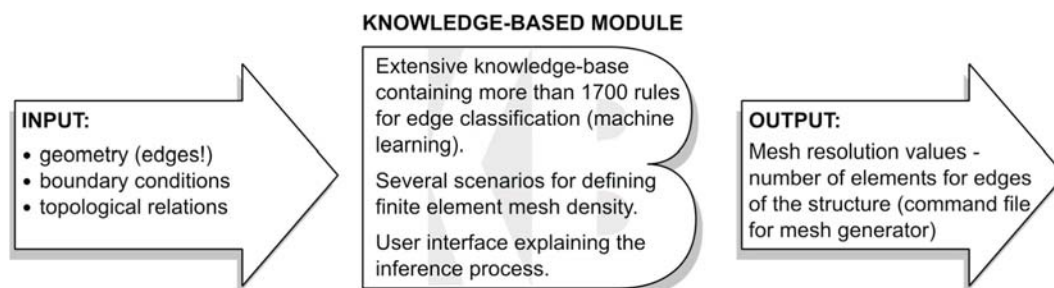 KNOWLEDGE-BASED MODULE
INPUT:
• geometry (edges!)
• boundary conditions
• topological relations
Extensive knowledge-base
containing more than 1700 rules
for edge classification (machine
learning).
Several scenarios for defining
finite element mesh density.
User interface explaining the
inference process.
OUTPUT:
Mesh resolution values -
number of elements for edges
of the structure (command file
for mesh generator)
KB